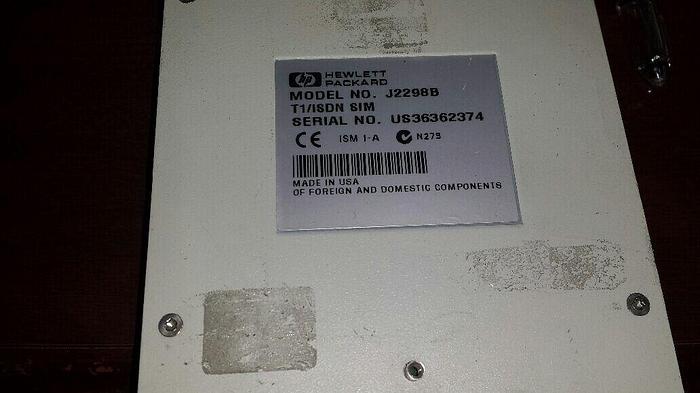 hp HEWLETT
PACKARD
MODEL NO. J2298B
T1/ISDN SIM
SERIAL NO. US36362374
CE ISM 1-A N279
MADE IN USA
OF FOREIGN AND DOMESTIC COMPONENTS